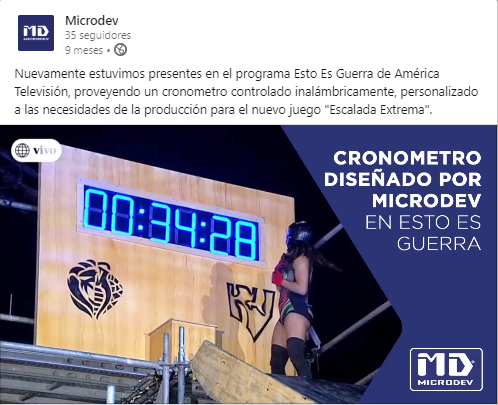 Microdev
35 seguidores
9 meses •
Nuevamente estuvimos presentes en el programa Esto Es Guerra de América
Televisión, proveyendo un cronometro controlado inalámbricamente, personalizado
a las necesidades de la producción para el nuevo juego "Escalada Extrema".
MD
MICRODEV
vivo
00:34:28
CRONOMETRO
DISEÑADO POR
MICRODEV
EN ESTO ES
GUERRA
MD
MICRODEV